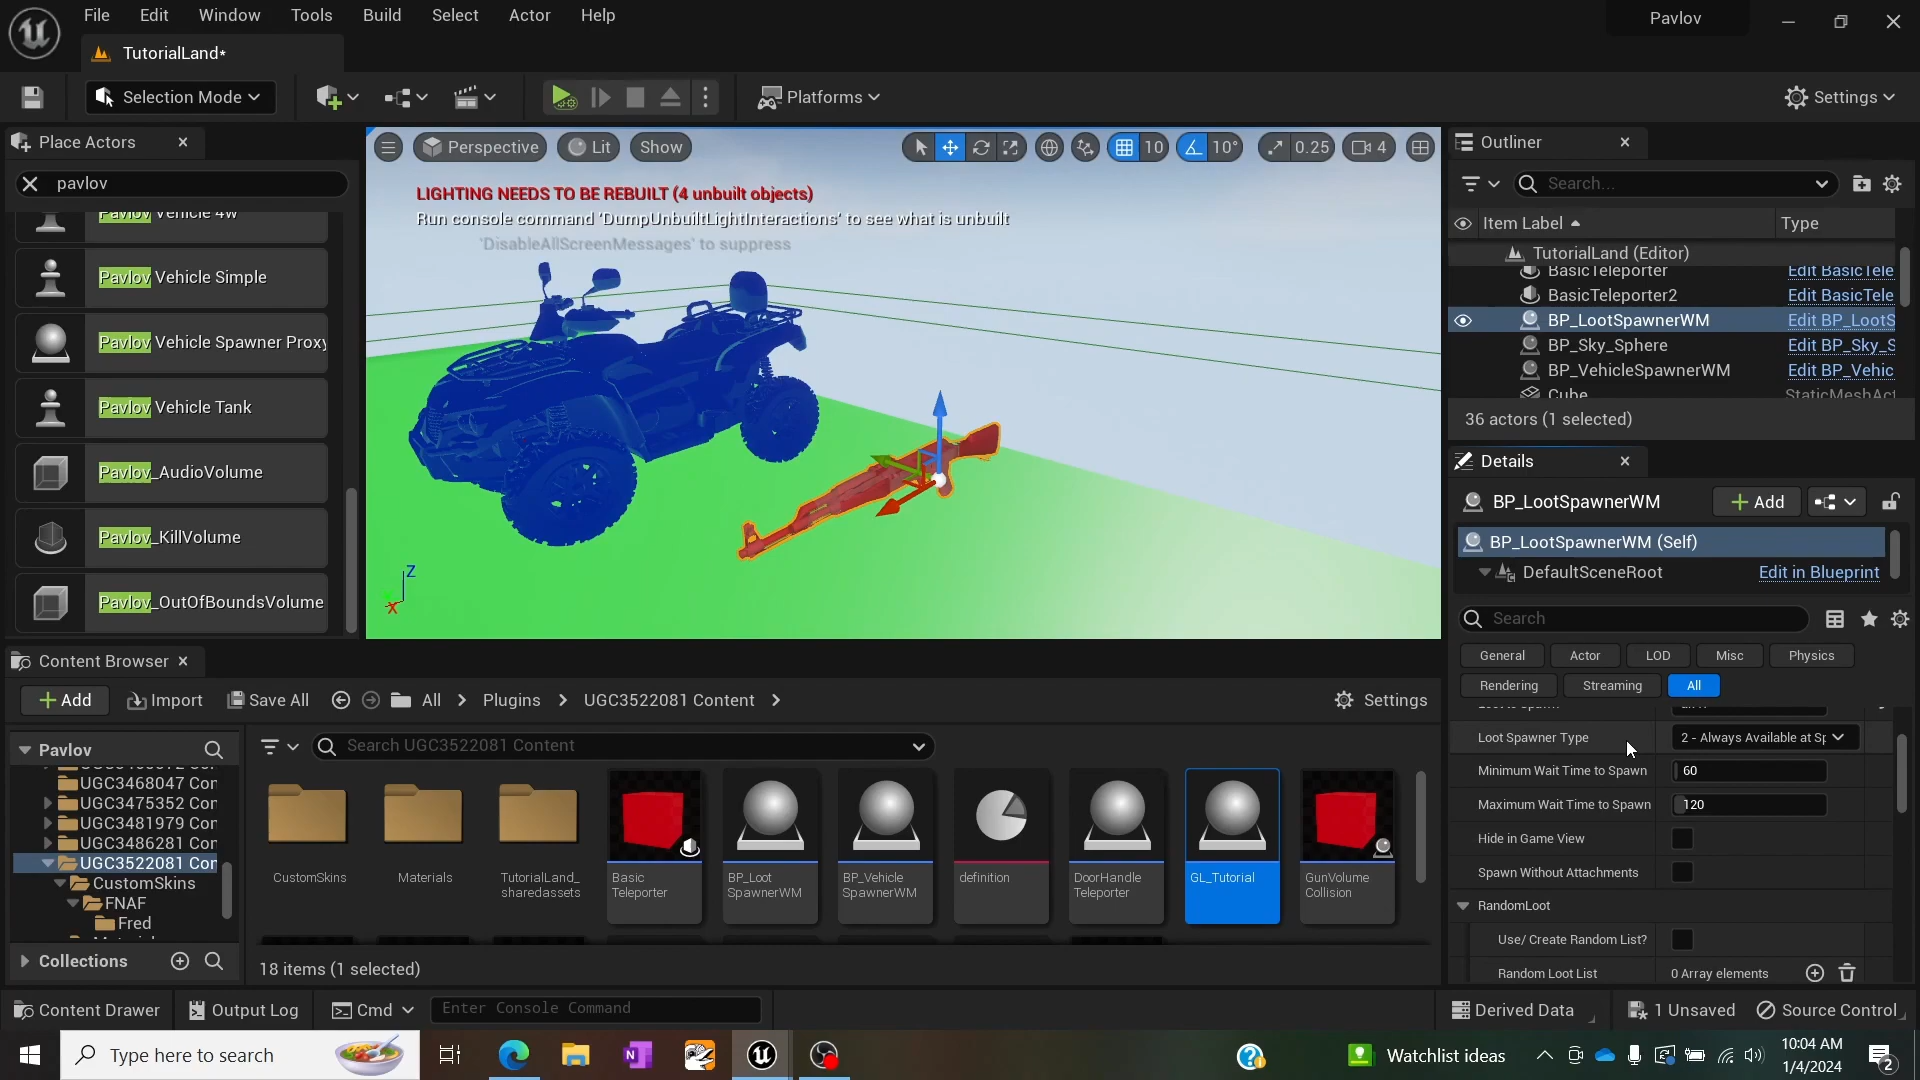 File Edit Window Tools Build Select Actor Help
Pavlov
TutorialLand*
Selection Mode
Platforms
Settings
Place Actors
pavlov
Pavlov Vehicle 4w
Pavlov Vehicle Simple
Pavlov Vehicle Spawner Proxy
Pavlov Vehicle Tank
Pavlov_AudioVolume
Pavlov_KillVolume
Pavlov_OutOfBoundsVolume
Perspective Lit Show
10 10° 0.25 4
LIGHTING NEEDS TO BE REBUILT (4 unbuilt objects)
Run console command 'DumpUnbuiltLightInteractions' to see what is unbuilt
'DisableAllScreenMessages' to suppress
Z
X
Outliner
Search...
Item Label Type
TutorialLand (Editor)
BasicTeleporter Edit BasicTele
BasicTeleporter2 Edit BasicTele
BP_LootSpawnerWM Edit BP_LootS
BP_Sky_Sphere Edit BP_Sky_S
BP_VehicleSpawnerWM Edit BP_Vehic
Cube StaticMeshAct
36 actors (1 selected)
Details
BP_LootSpawnerWM Add
BP_LootSpawnerWM (Self)
DefaultSceneRoot Edit in Blueprint
Search
General Actor LOD Misc Physics
Rendering Streaming All
Loot Spawner Type 2 - Always Available at Sp
Minimum Wait Time to Spawn 60
Maximum Wait Time to Spawn 120
Hide in Game View
Spawn Without Attachments
RandomLoot
Use/ Create Random List?
Random Loot List 0 Array elements
Content Browser
Add Import Save All All Plugins UGC3522081 Content Settings
Pavlov
UGC3468047 Con
UGC3475352 Con
UGC3481979 Con
UGC3486281 Con
UGC3522081 Con
CustomSkins
FNAF
Fred
Collections
Search UGC3522081 Content
CustomSkins
Materials
TutorialLand_
sharedassets
Basic
Teleporter
BP_Loot
SpawnerWM
BP_Vehicle
SpawnerWM
definition
DoorHandle
Teleporter
GL_Tutorial
GunVolume
Collision
18 items (1 selected)
Content Drawer Output Log Cmd Enter Console Command Derived Data 1 Unsaved Source Control
Type here to search
Watchlist ideas
10:04 AM
1/4/2024
2